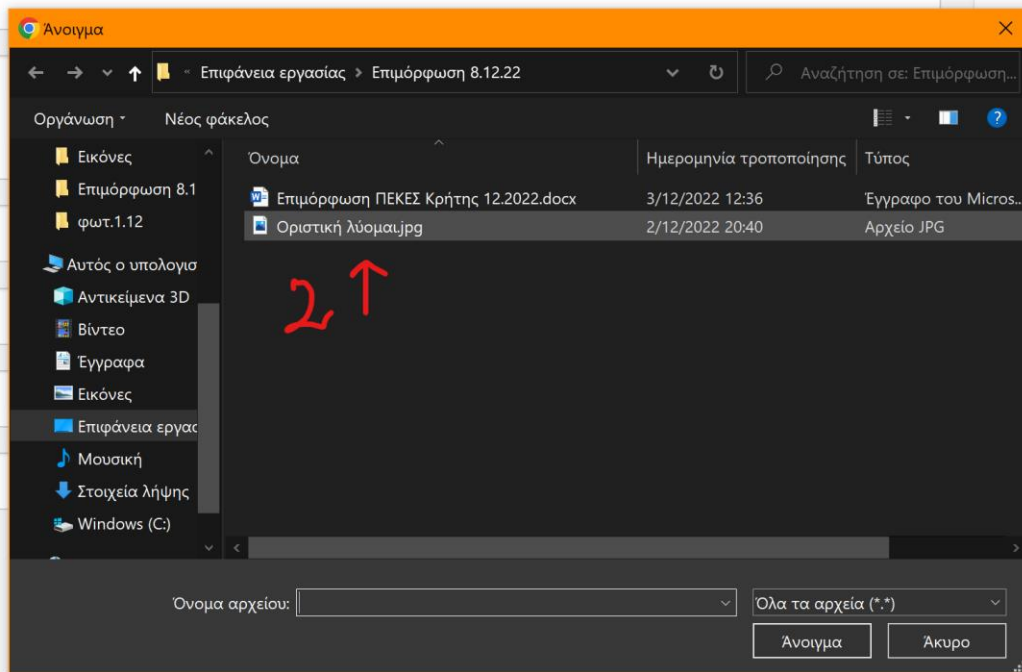 Άνοιγμα
« Επιφάνεια εργασίας > Επιμόρφωση 8.12.22
Αναζήτηση σε: Επιμόρφωση...
Οργάνωση
Νέος φάκελος
Εικόνες
Επιμόρφωση 8.1
φωτ.1.12
Αυτός ο υπολογισ
Αντικείμενα 3D
Βίντεο
Έγγραφα
Εικόνες
Επιφάνεια εργασ
Μουσική
Στοιχεία λήψης
Windows (C:)
Όνομα Ημερομηνία τροποποίησης Τύπος
Επιμόρφωση ΠΕΚΕΣ Κρήτης 12.2022.docx 3/12/2022 12:36 Έγγραφο του Micros...
Οριστική λύομαι.jpg 2/12/2022 20:40 Αρχείο JPG
2
Όνομα αρχείου:
Όλα τα αρχεία (*.*)
Άνοιγμα Άκυρο